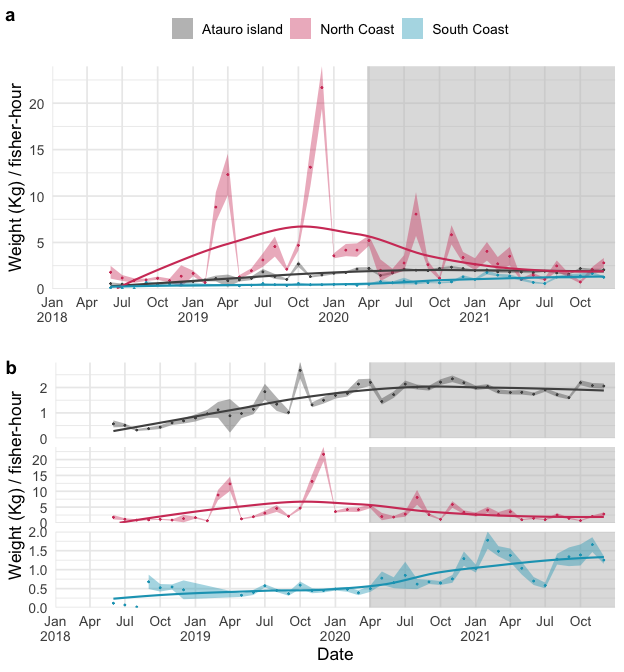 a
Atauro island North Coast South Coast
Weight (Kg) / fisher-hour
20
15
10
5
0
Jan Apr Jul Oct Jan Apr Jul Oct Jan Apr Jul Oct Jan Apr Jul Oct
2018 2019 2020 2021
b
Weight (Kg) / fisher-hour
2
1
0
20
15
10
5
0
2.0
1.5
1.0
0.5
0.0
Jan Apr Jul Oct Jan Apr Jul Oct Jan Apr Jul Oct Jan Apr Jul Oct
2018 2019 2020 2021
Date